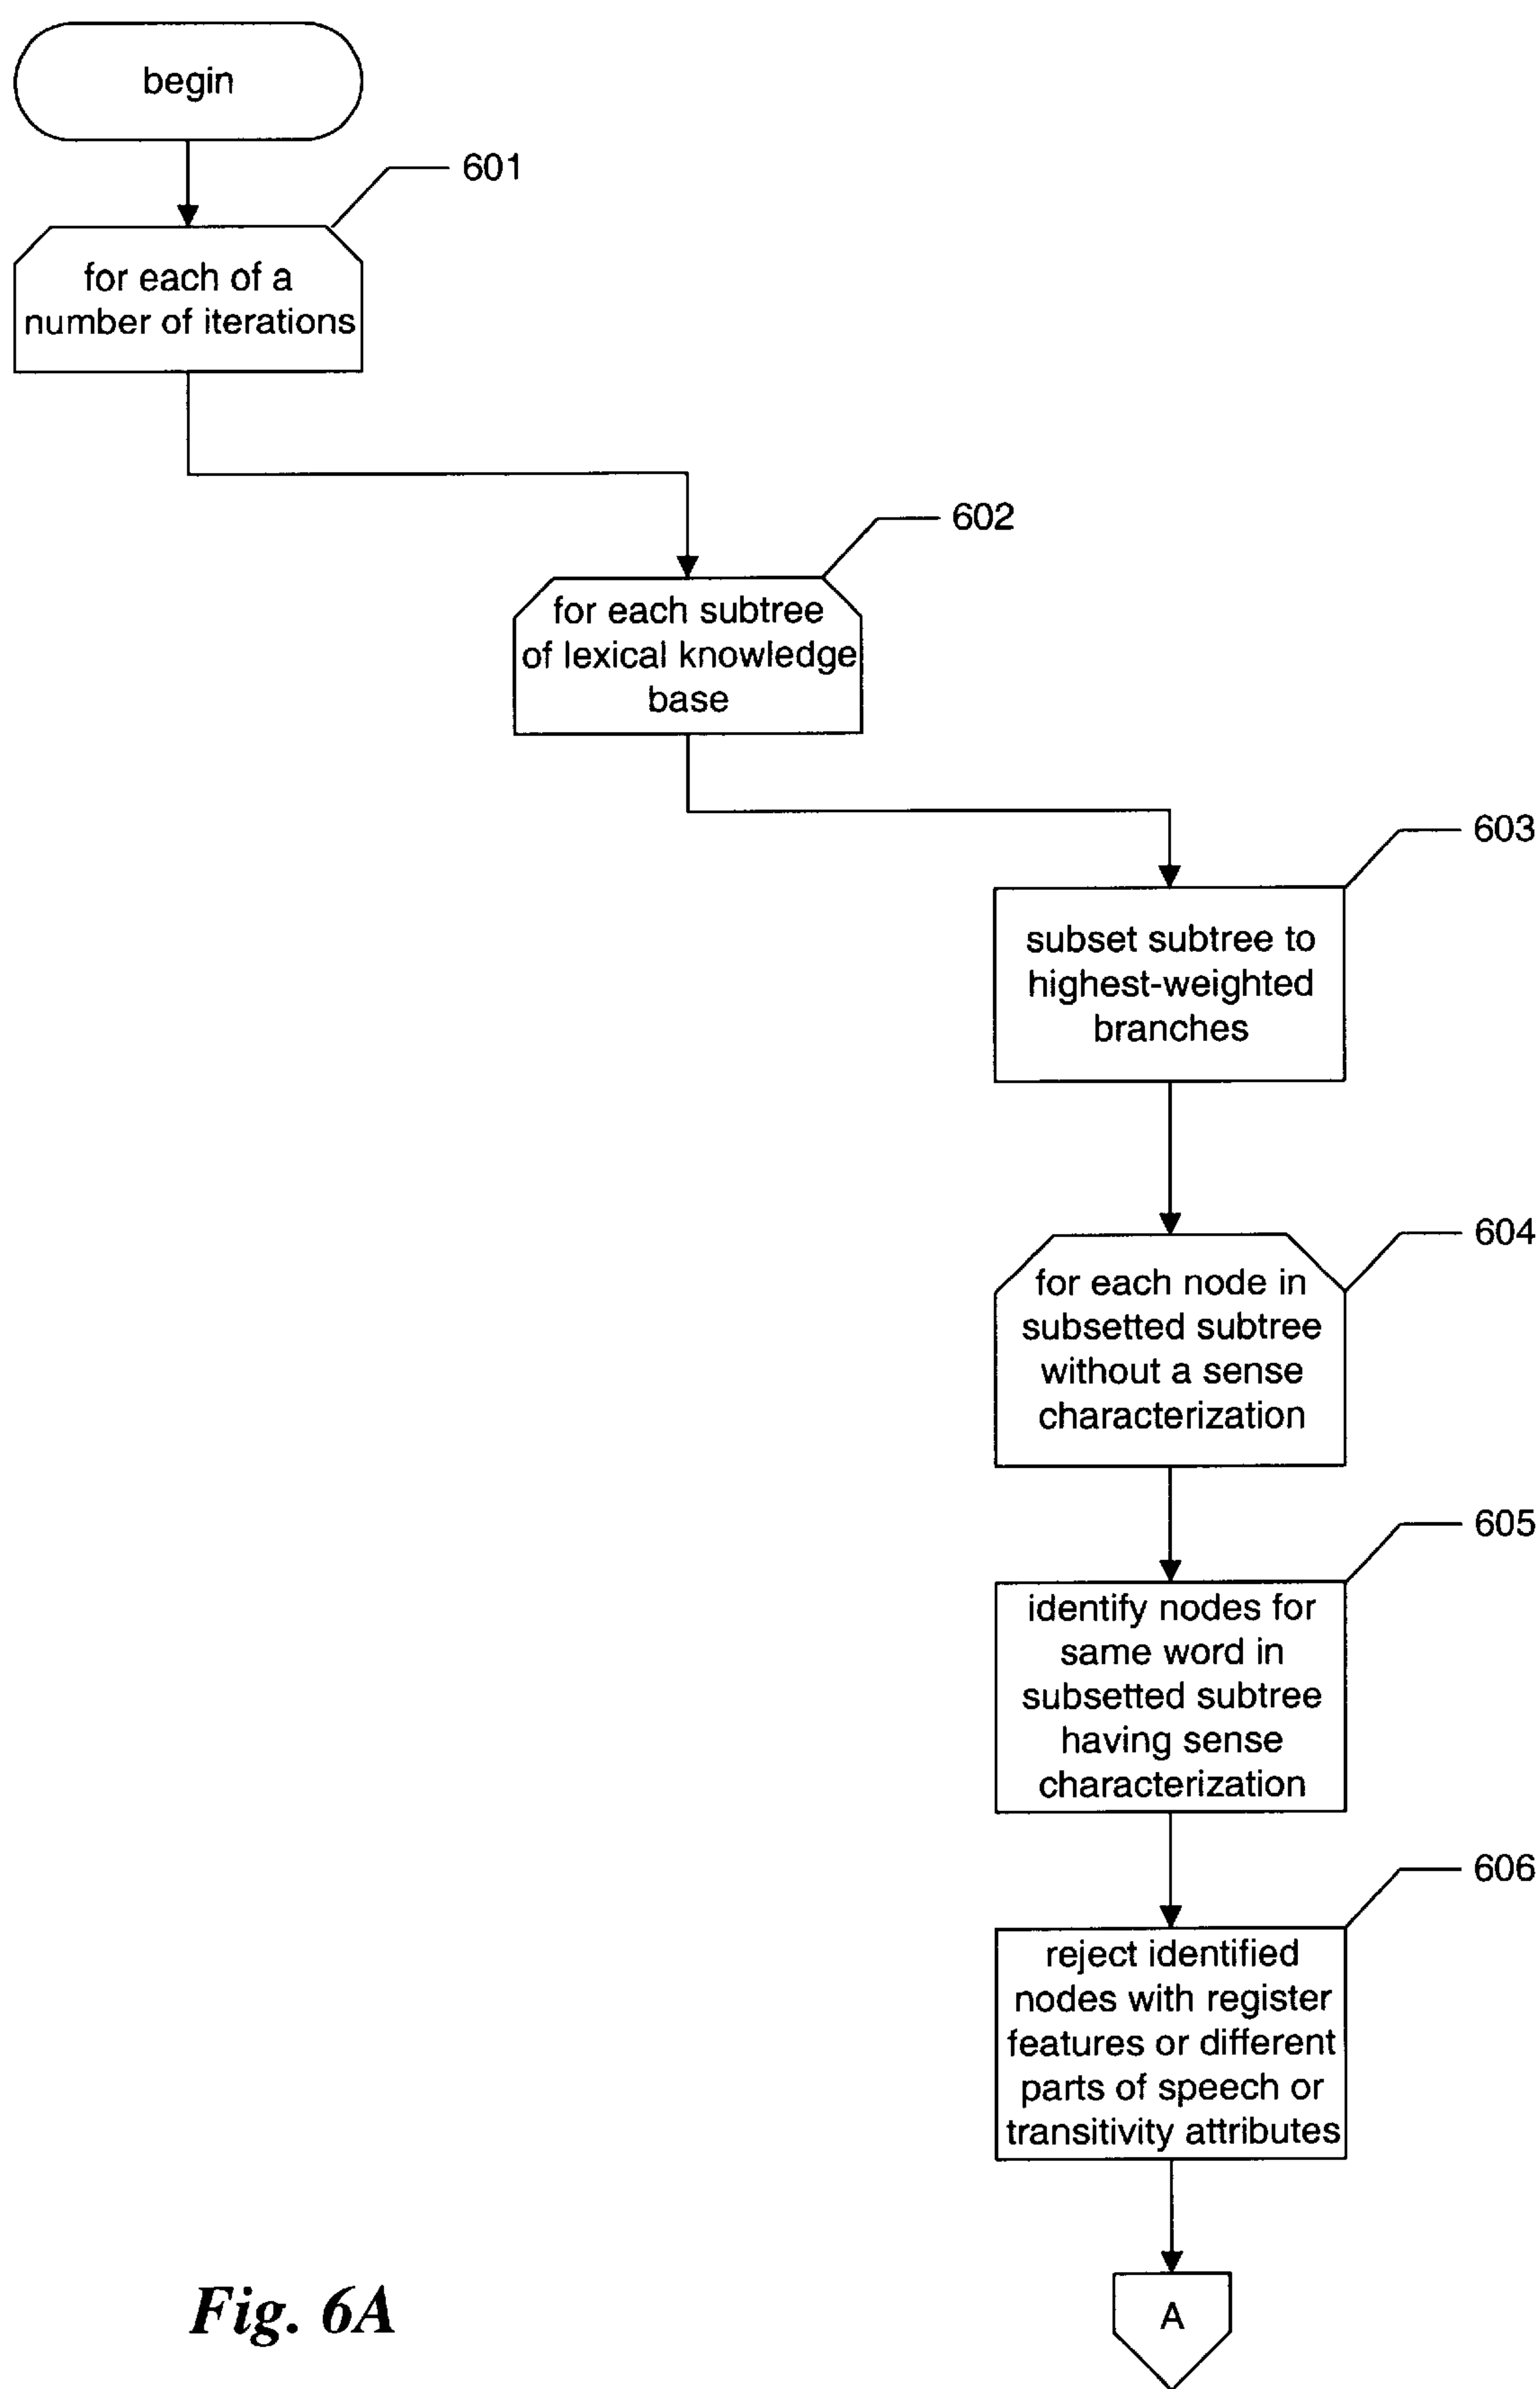 begin
601
for each of a
number of iterations
602
for each subtree
of lexical knowledge
base
603
subset subtree to
highest-weighted
branches
604
for each node in
subsetted subtree
without a sense
characterization
605
identify nodes for
same word in
subsetted subtree
having sense
characterization
606
reject identified
nodes with register
features or different
parts of speech or
transitivity attributes
A
Fig. 6A